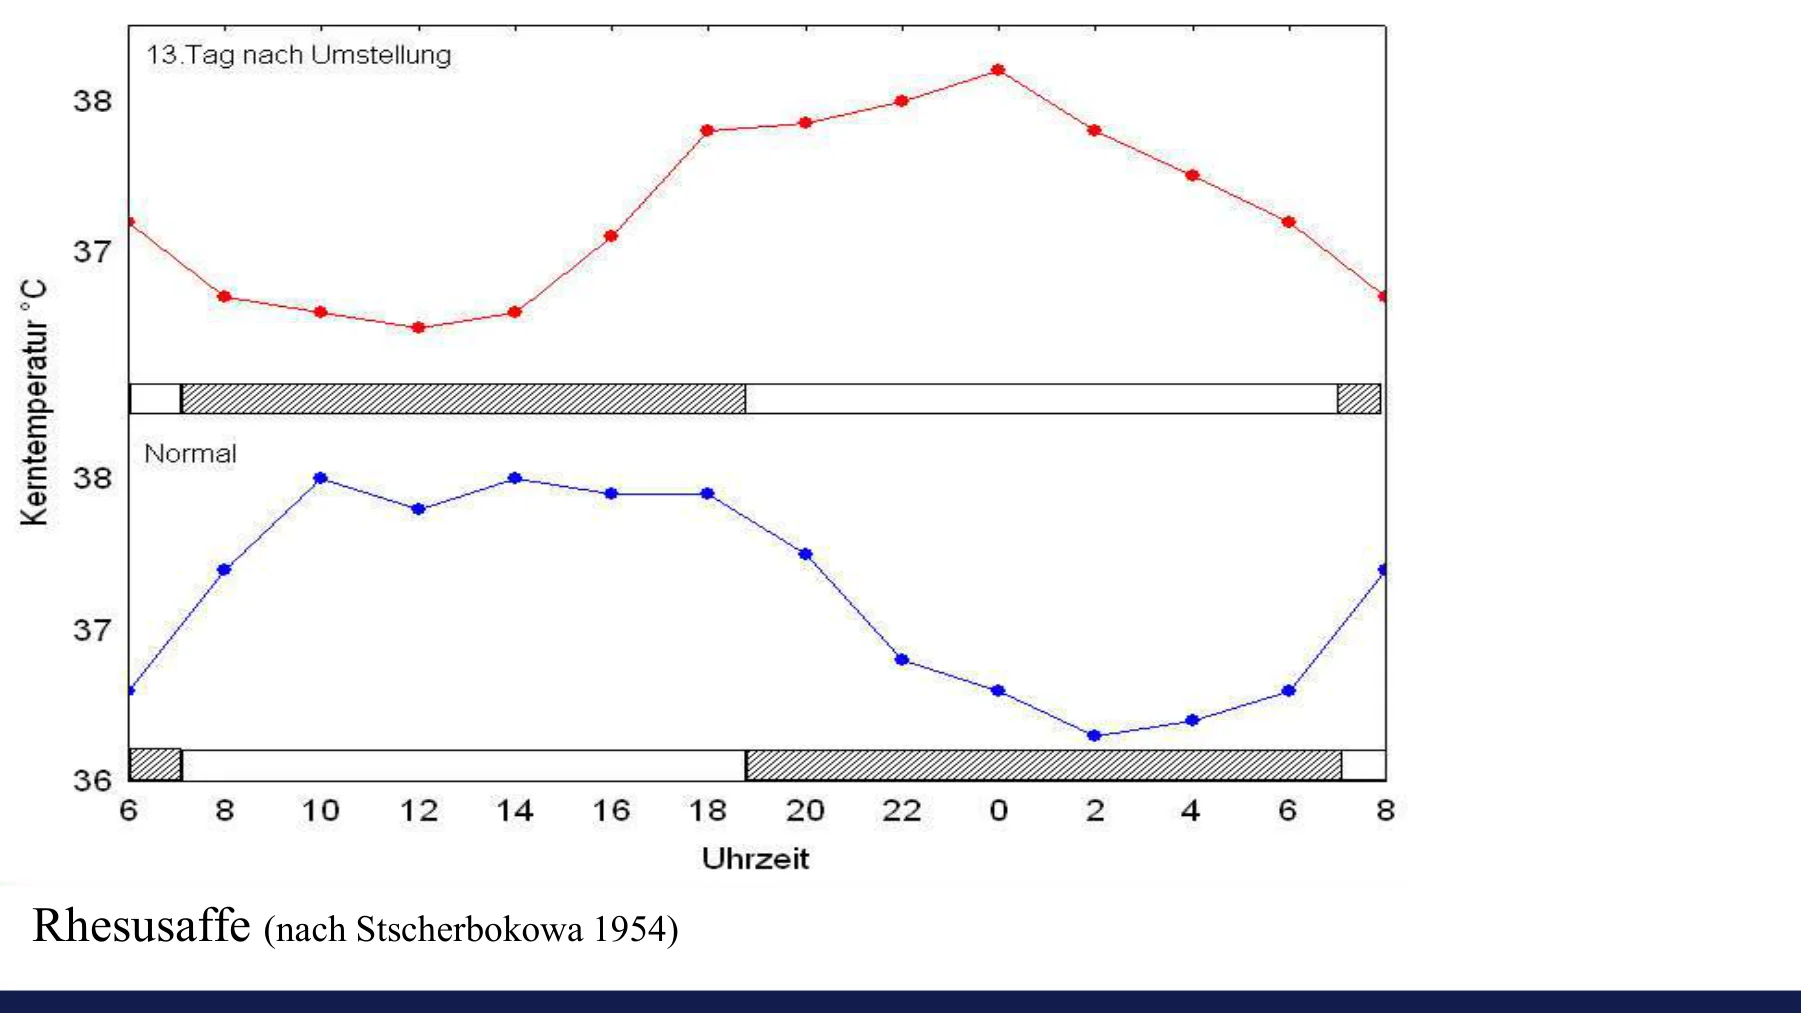 13.Tag nach Umstellung
38
37
Kerntemperatur °C
Normal
38
37
36
6 8 10 12 14 16 18 20 22 0 2 4 6 8
Uhrzeit
Rhesusaffe (nach Stscherbokowa 1954)